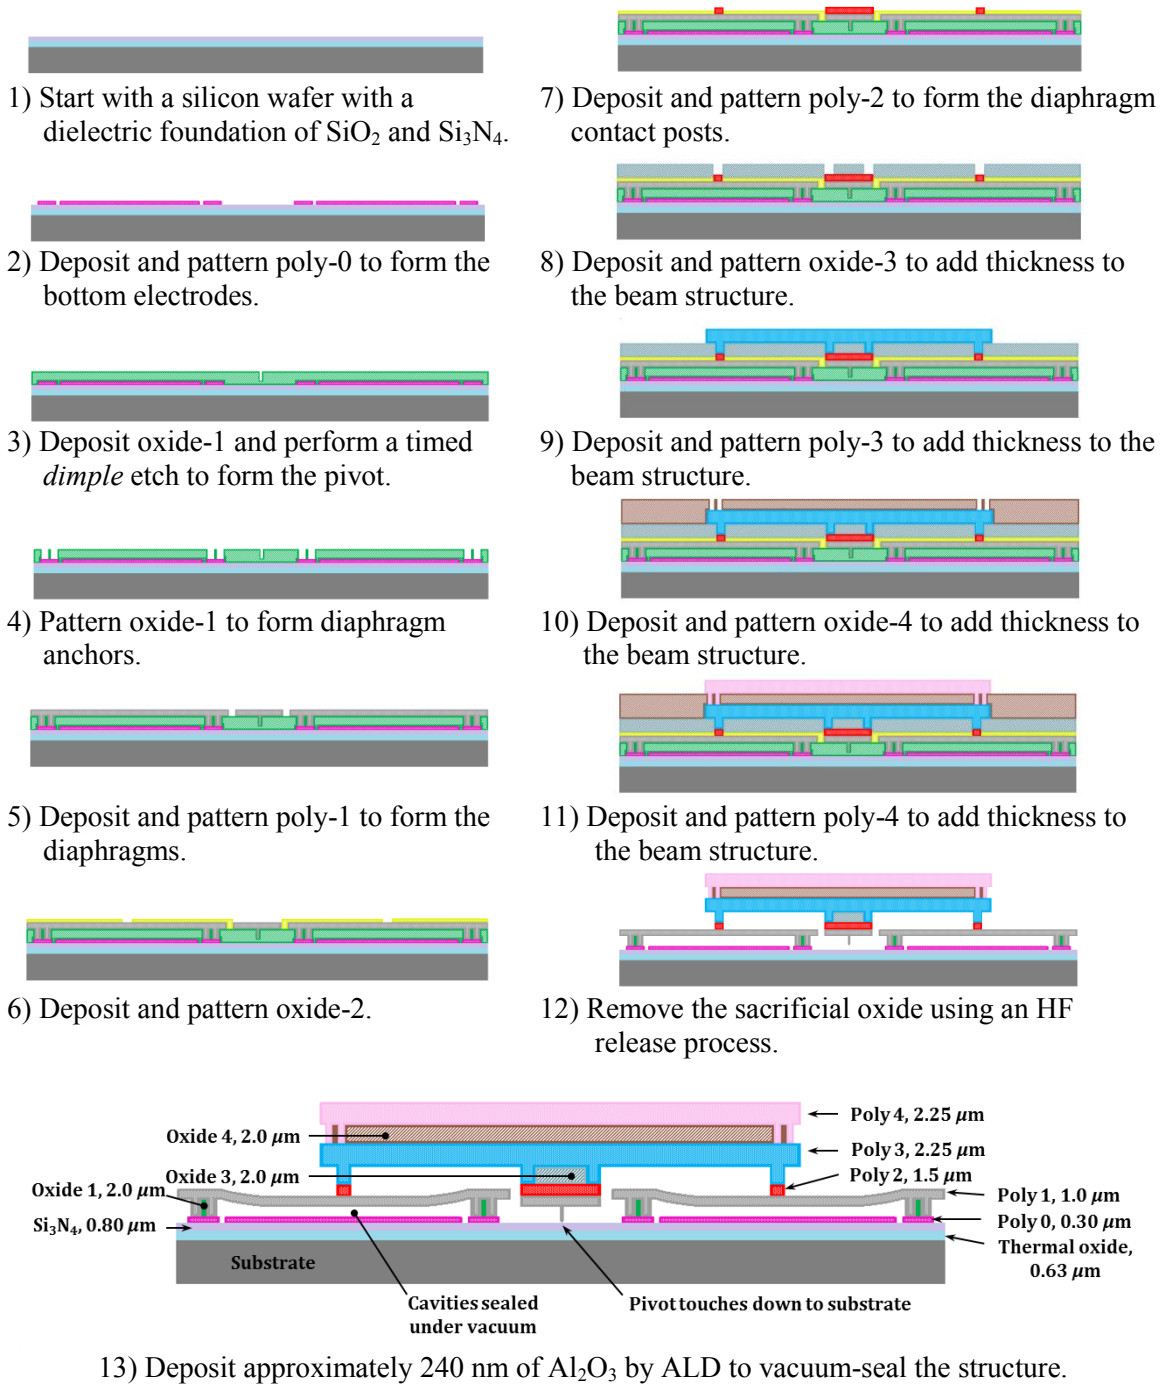 1) Start with a silicon wafer with a
dielectric foundation of SiO₂ and Si₃N₄.
2) Deposit and pattern poly-0 to form the
bottom electrodes.
3) Deposit oxide-1 and perform a timed
dimple etch to form the pivot.
4) Pattern oxide-1 to form diaphragm
anchors.
5) Deposit and pattern poly-1 to form the
diaphragms.
6) Deposit and pattern oxide-2.
7) Deposit and pattern poly-2 to form the diaphragm
contact posts.
8) Deposit and pattern oxide-3 to add thickness to
the beam structure.
9) Deposit and pattern poly-3 to add thickness to the
beam structure.
10) Deposit and pattern oxide-4 to add thickness to
the beam structure.
11) Deposit and pattern poly-4 to add thickness to
the beam structure.
12) Remove the sacrificial oxide using an HF
release process.
Oxide 4, 2.0 µm
Oxide 3, 2.0 µm
Oxide 1, 2.0 µm
Si₃N₄, 0.80 µm
Substrate
Cavities sealed
under vacuum
Pivot touches down to substrate
Poly 4, 2.25 µm
Poly 3, 2.25 µm
Poly 2, 1.5 µm
Poly 1, 1.0 µm
Poly 0, 0.30 µm
Thermal oxide,
0.63 µm
13) Deposit approximately 240 nm of Al₂O₃ by ALD to vacuum-seal the structure.